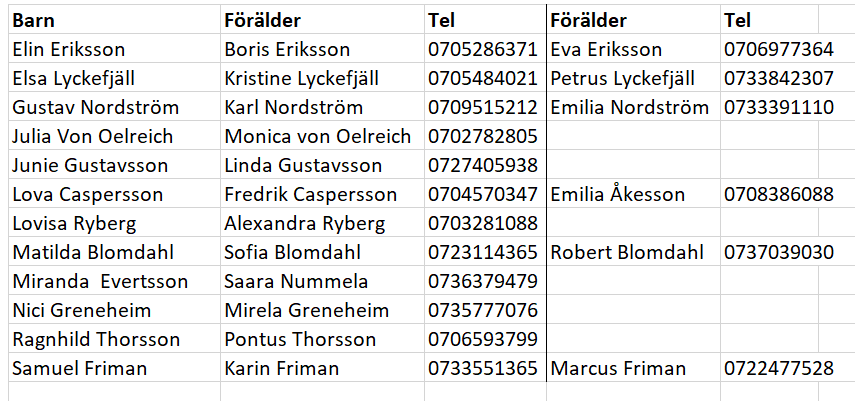 Barn Förälder Tel Förälder Tel
Elin Eriksson Boris Eriksson 0705286371 Eva Eriksson 0706977364
Elsa Lyckefjäll Kristine Lyckefjäll 0705484021 Petrus Lyckefjäll 0733842307
Gustav Nordström Karl Nordström 0709515212 Emilia Nordström 0733391110
Julia Von Oelreich Monica von Oelreich 0702782805
Junie Gustavsson Linda Gustavsson 0727405938
Lova Caspersson Fredrik Caspersson 0704570347 Emilia Åkesson 0708386088
Lovisa Ryberg Alexandra Ryberg 0703281088
Matilda Blomdahl Sofia Blomdahl 0723114365 Robert Blomdahl 0737039030
Miranda  Evertsson Saara Nummela 0736379479
Nici Greneheim Mirela Greneheim 0735777076
Ragnhild Thorsson Pontus Thorsson 0706593799
Samuel Friman Karin Friman 0733551365 Marcus Friman 0722477528